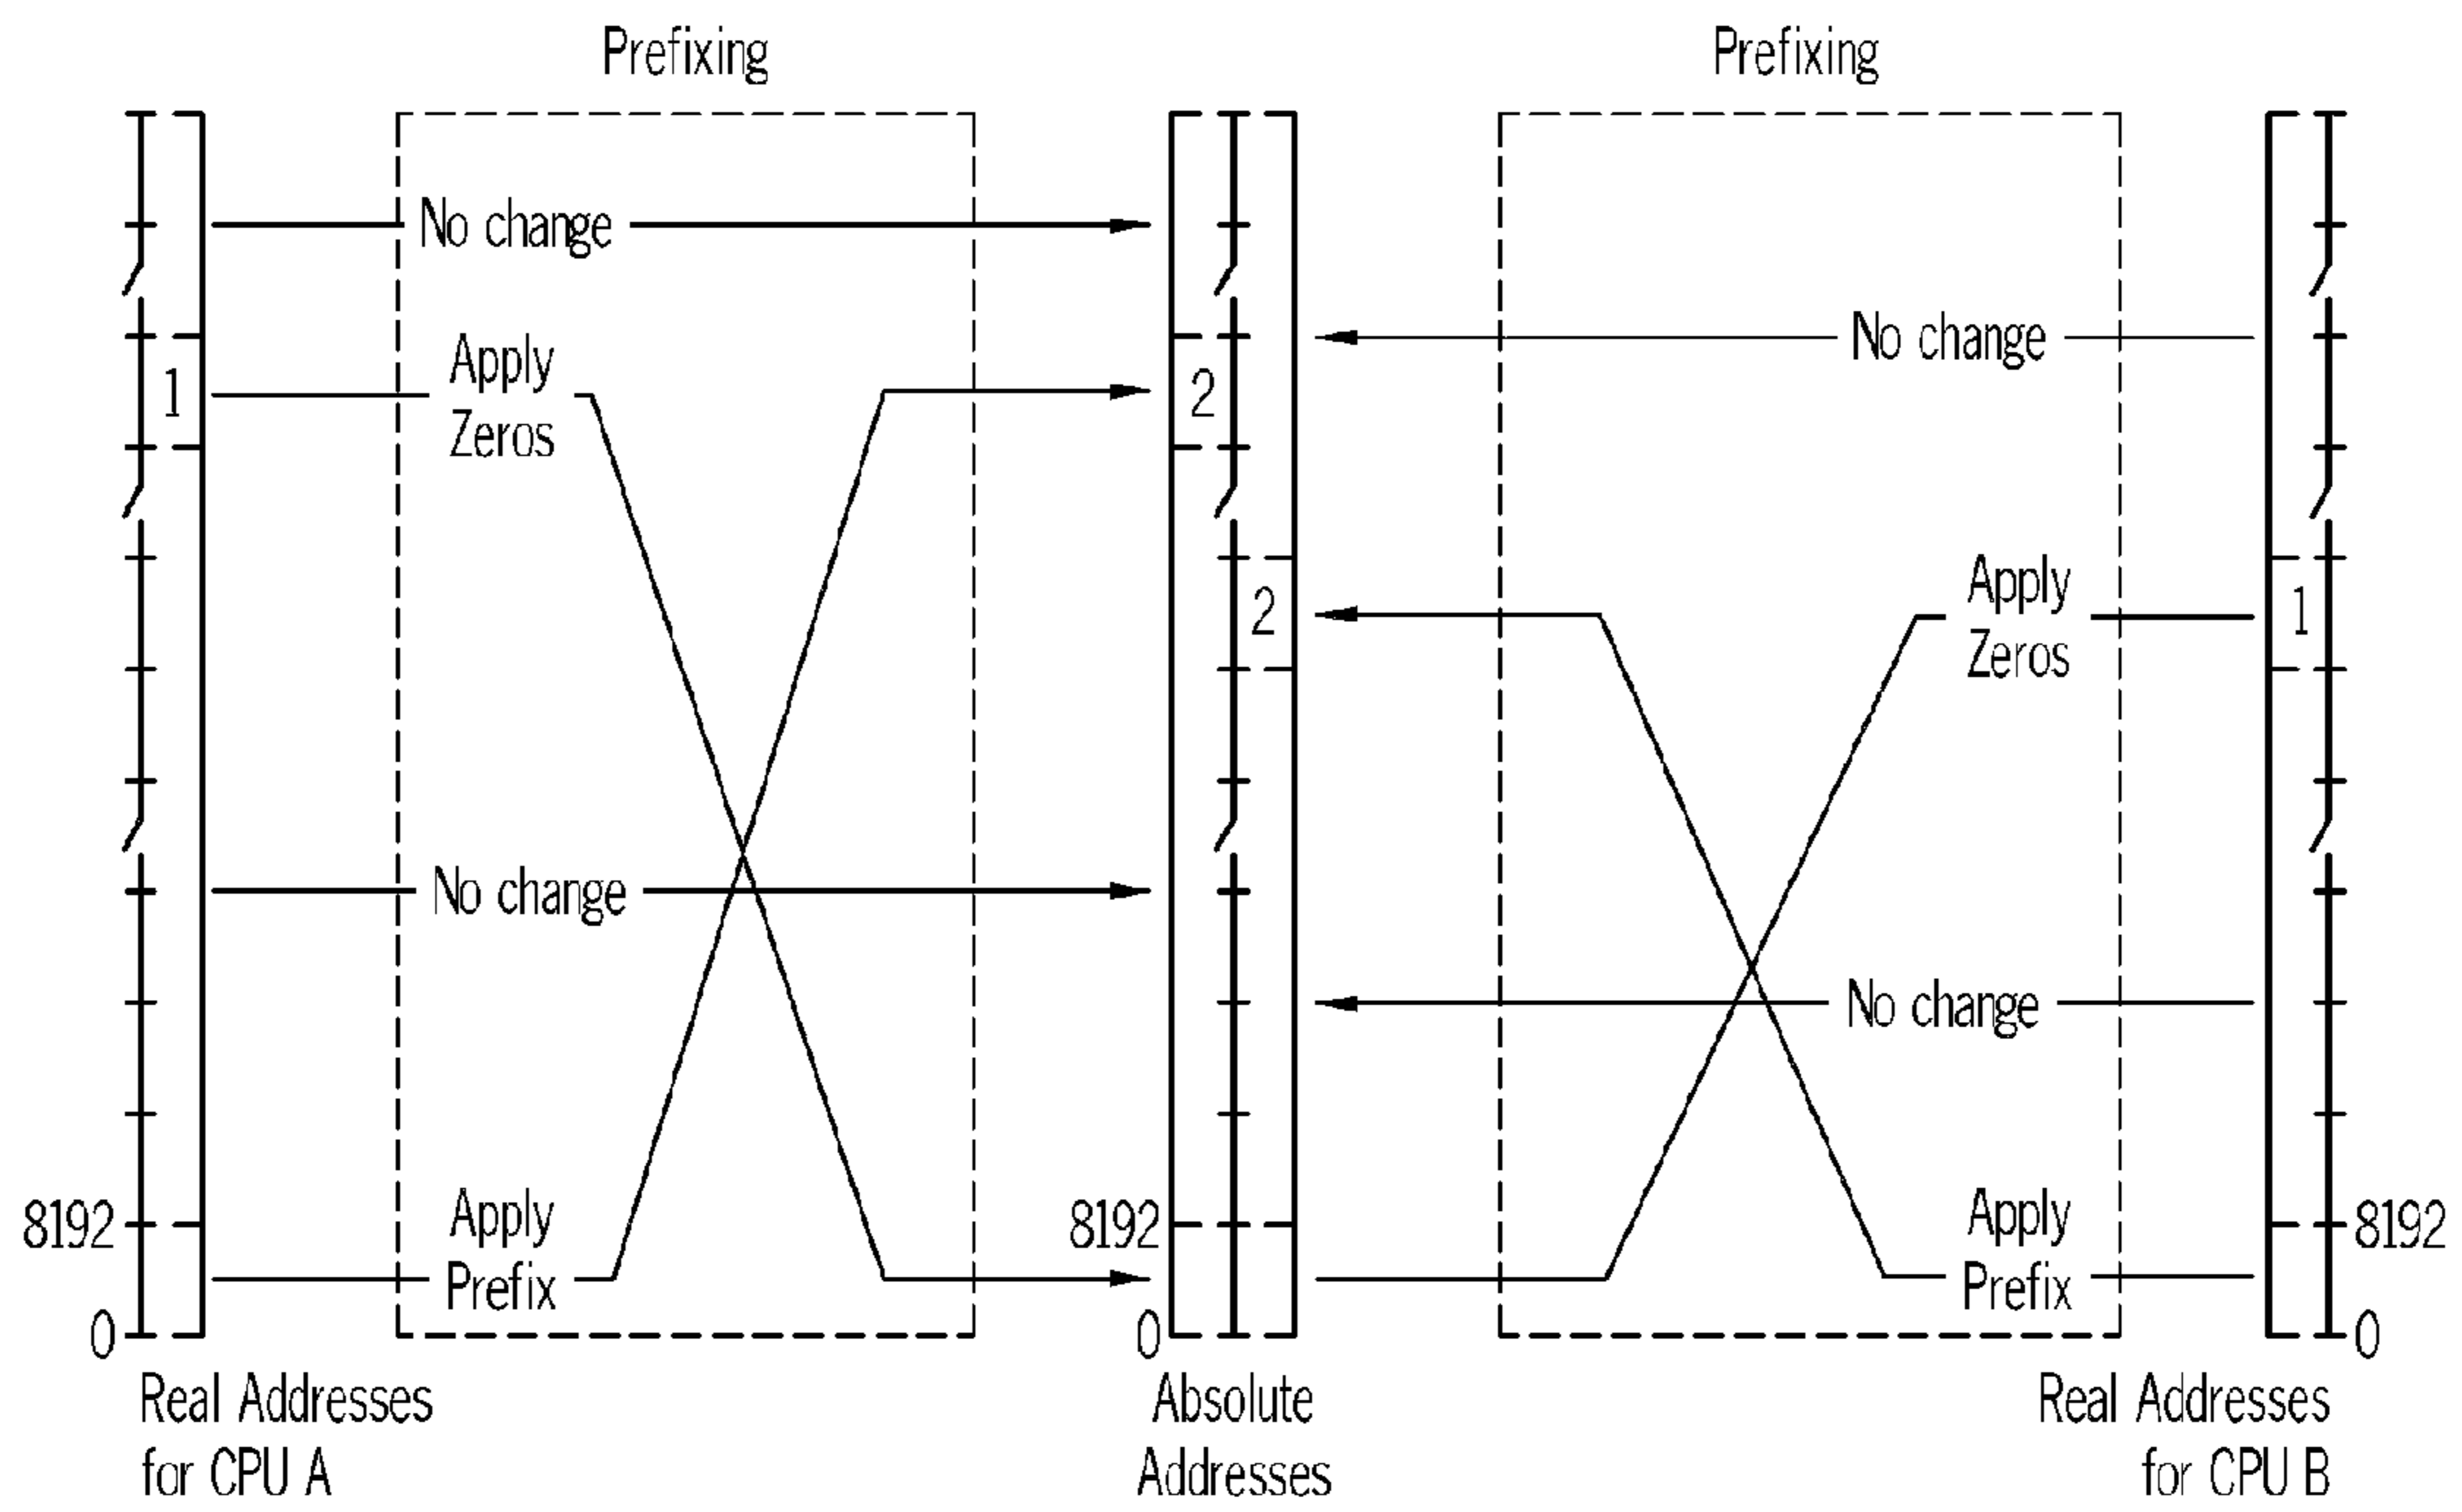 Prefixing
Prefixing
No change
No change
Apply
Zeros
1
2
Apply
Zeros
2
1
No change
No change
Apply
Prefix
Apply
Prefix
8192
8192
8192
0
0
0
Real Addresses
for CPU A
Absolute
Addresses
Real Addresses
for CPU B